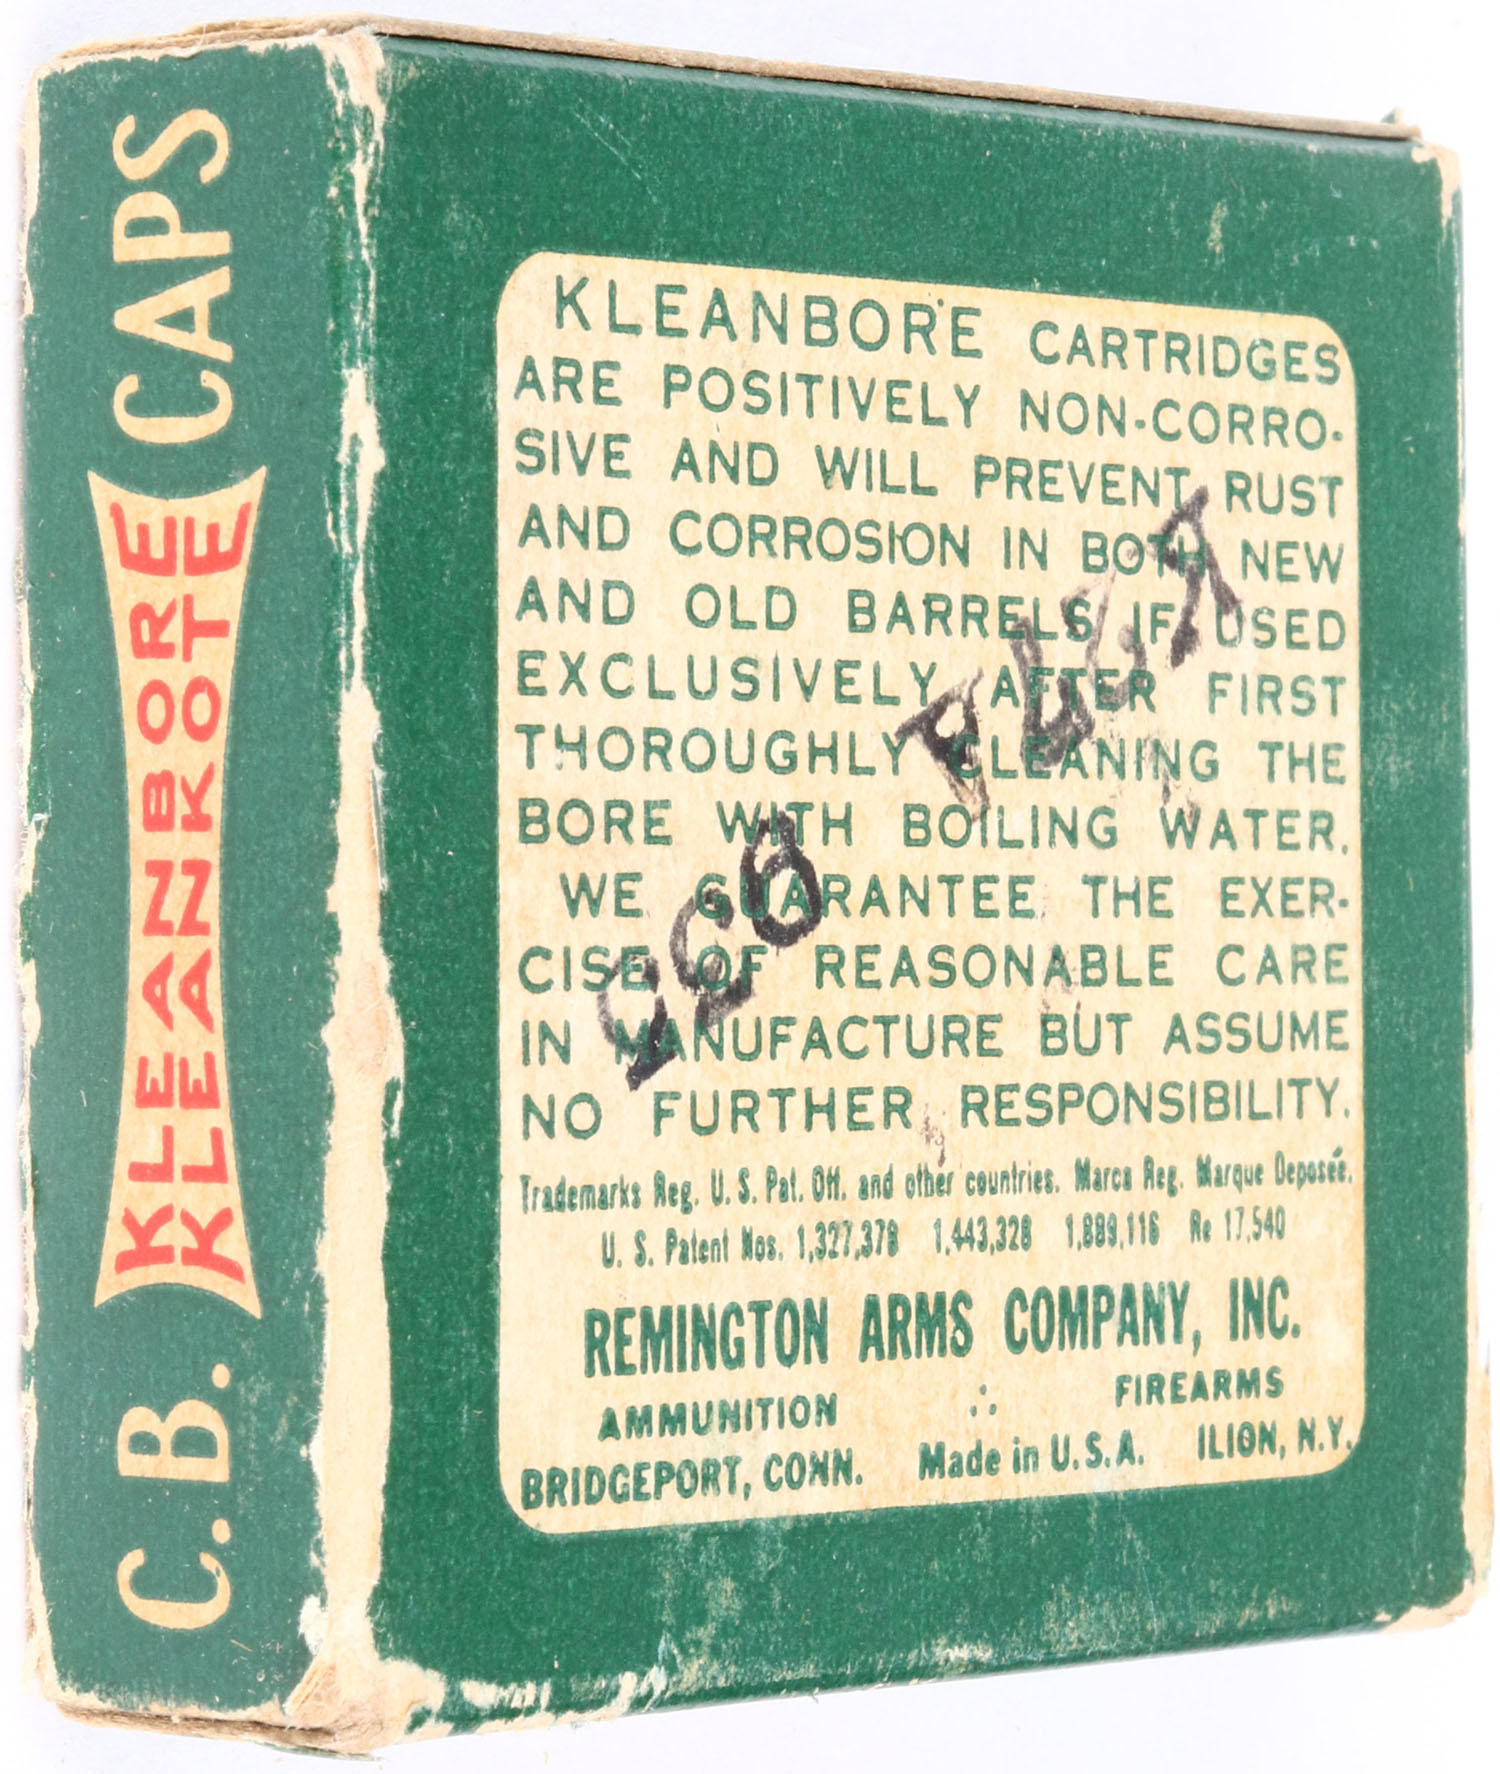 C.B. KLEANBORE CAPS
KLEANKOTE
KLEANBORE CARTRIDGES
ARE POSITIVELY NON-CORRO-
SIVE AND WILL PREVENT RUST
AND CORROSION IN BOTH NEW
AND OLD BARRELS IF USED
EXCLUSIVELY AFTER FIRST
THOROUGHLY CLEANING THE
BORE WITH BOILING WATER.
WE GUARANTEE THE EXER-
CISE OF REASONABLE CARE
IN MANUFACTURE BUT ASSUME
NO FURTHER RESPONSIBILITY.
Trademarks Reg. U. S. Pat. Off. and other countries. Marca Reg. Marque Deposée.
U. S. Patent Nos. 1,327,378 1,443,328 1,889,116 Re 17,540
REMINGTON ARMS COMPANY, INC.
AMMUNITION FIREARMS
BRIDGEPORT, CONN. Made in U.S.A. ILION, N.Y.